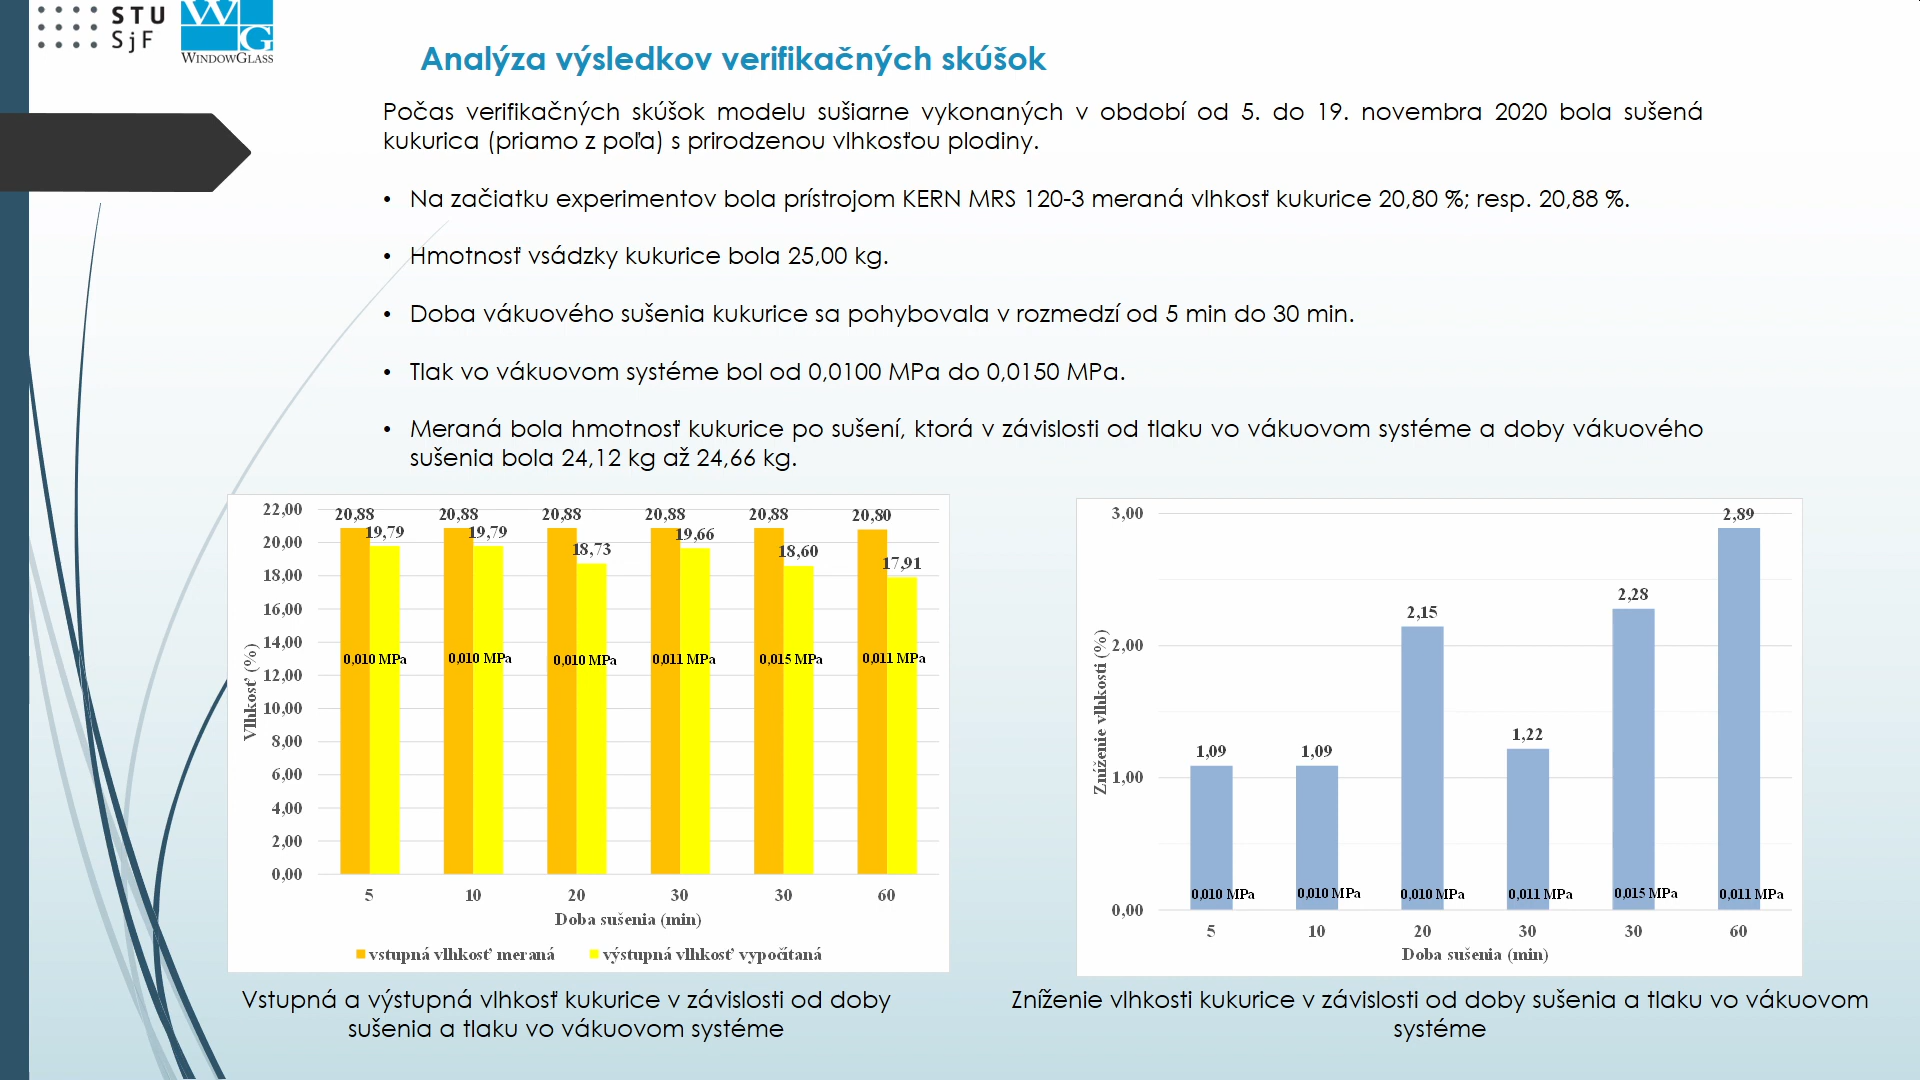 STU
SjF
W
G
WINDOWGLASS
Analýza výsledkov verifikačných skúšok
Počas verifikačných skúšok modelu sušiarne vykonaných v období od 5. do 19. novembra 2020 bola sušená
kukurica (priamo z poľa) s prirodzenou vlhkosťou plodiny.
• Na začiatku experimentov bola prístrojom KERN MRS 120-3 meraná vlhkosť kukurice 20,80 %; resp. 20,88 %.
• Hmotnosť vsádzky kukurice bola 25,00 kg.
• Doba vákuového sušenia kukurice sa pohybovala v rozmedzí od 5 min do 30 min.
• Tlak vo vákuovom systéme bol od 0,0100 MPa do 0,0150 MPa.
• Meraná bola hmotnosť kukurice po sušení, ktorá v závislosti od tlaku vo vákuovom systéme a doby vákuového
sušenia bola 24,12 kg až 24,66 kg.
Vlhkosť (%)
22,00
20,00
18,00
16,00
14,00
12,00
10,00
8,00
6,00
4,00
2,00
0,00
20,88 20,88 20,88 20,88 20,88 20,80
19,79 19,79 18,73 19,66 18,60 17,91
0,010 MPa 0,010 MPa 0,010 MPa 0,011 MPa 0,015 MPa 0,011 MPa
5 10 20 30 30 60
Doba sušenia (min)
vstupná vlhkosť meraná výstupná vlhkosť vypočítaná
Vstupná a výstupná vlhkosť kukurice v závislosti od doby
sušenia a tlaku vo vákuovom systéme
Zníženie vlhkosti (%)
3,00
2,00
1,00
0,00
1,09 1,09 2,15 1,22 2,28 2,89
0,010 MPa 0,010 MPa 0,010 MPa 0,011 MPa 0,015 MPa 0,011 MPa
5 10 20 30 30 60
Doba sušenia (min)
Zníženie vlhkosti kukurice v závislosti od doby sušenia a tlaku vo vákuovom
systéme